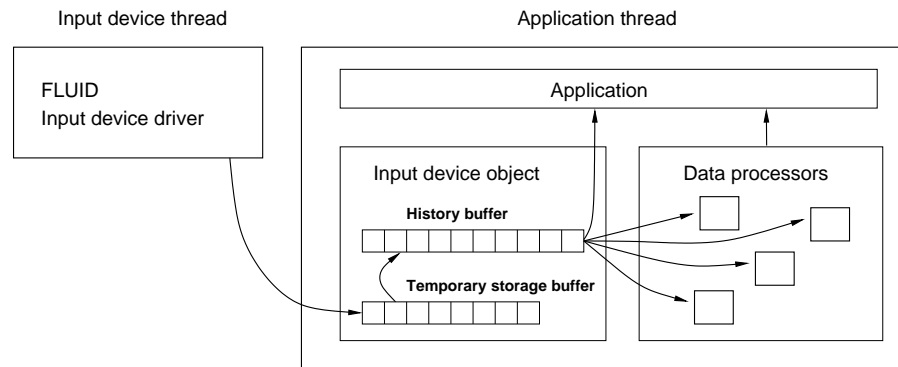 Input device thread
Application thread
FLUID
Input device driver
Application
Input device object
Data processors
History buffer
Temporary storage buffer